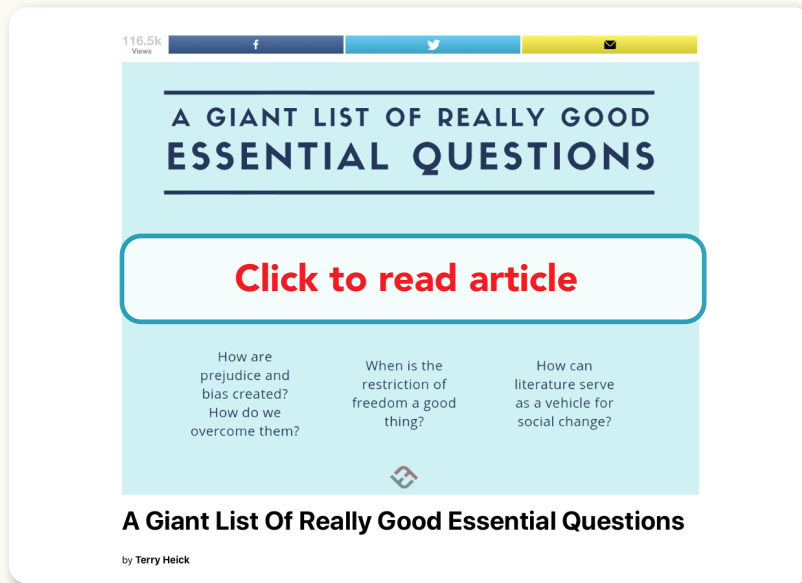 116.5k
Views
f
A GIANT LIST OF REALLY GOOD
ESSENTIAL QUESTIONS
Click to read article
How are
prejudice and
bias created?
How do we
overcome them?
When is the
restriction of
freedom a good
thing?
How can
literature serve
as a vehicle for
social change?
A Giant List Of Really Good Essential Questions
by Terry Heick